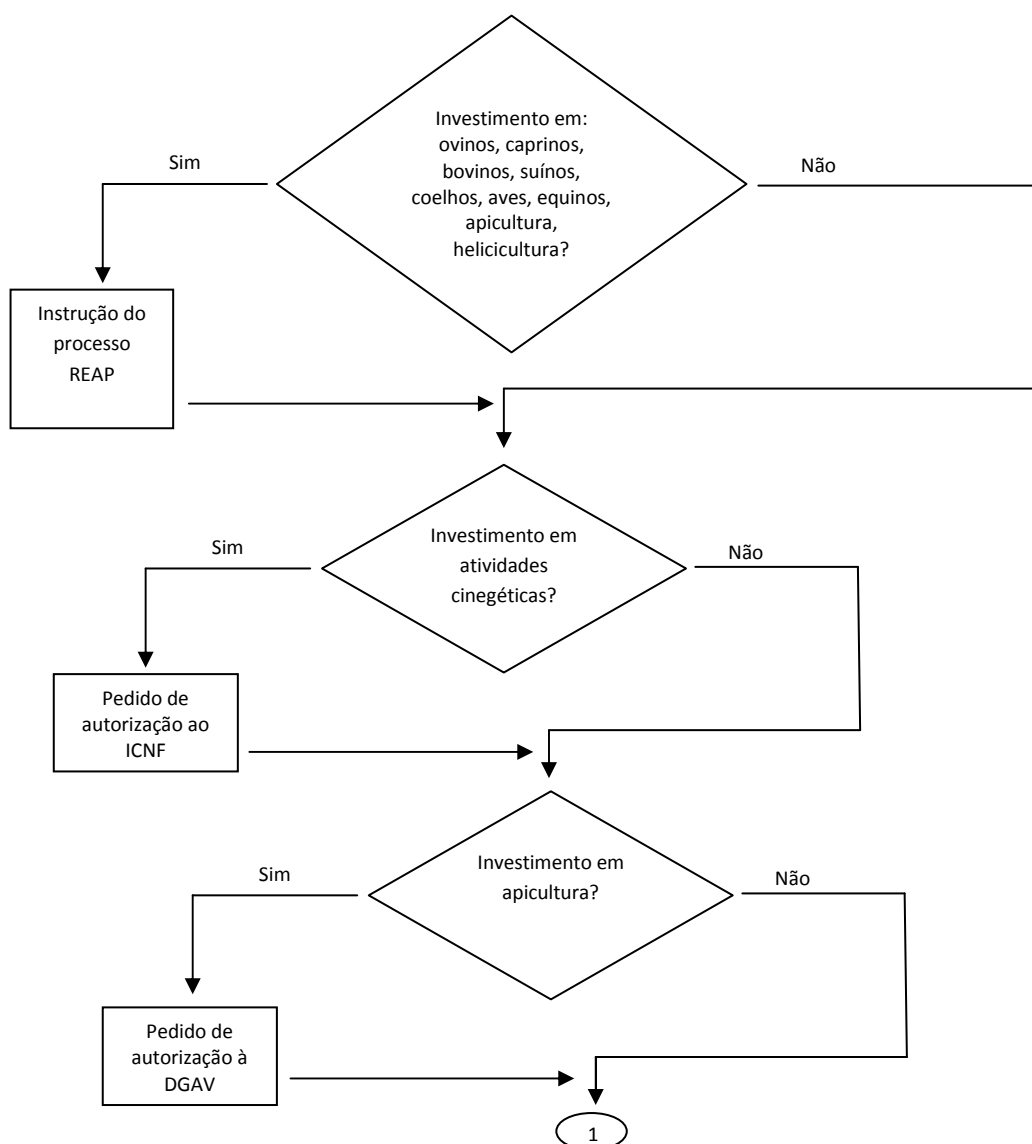 Investimento em:
ovinos, caprinos,
bovinos, suínos,
coelhos, aves, equinos,
apicultura,
helicicultura?
Sim
Não
Instrução do
processo
REAP
Investimento em
atividades
cinegéticas?
Sim
Não
Pedido de
autorização ao
ICNF
Investimento em
apicultura?
Sim
Não
Pedido de
autorização à
DGAV
1